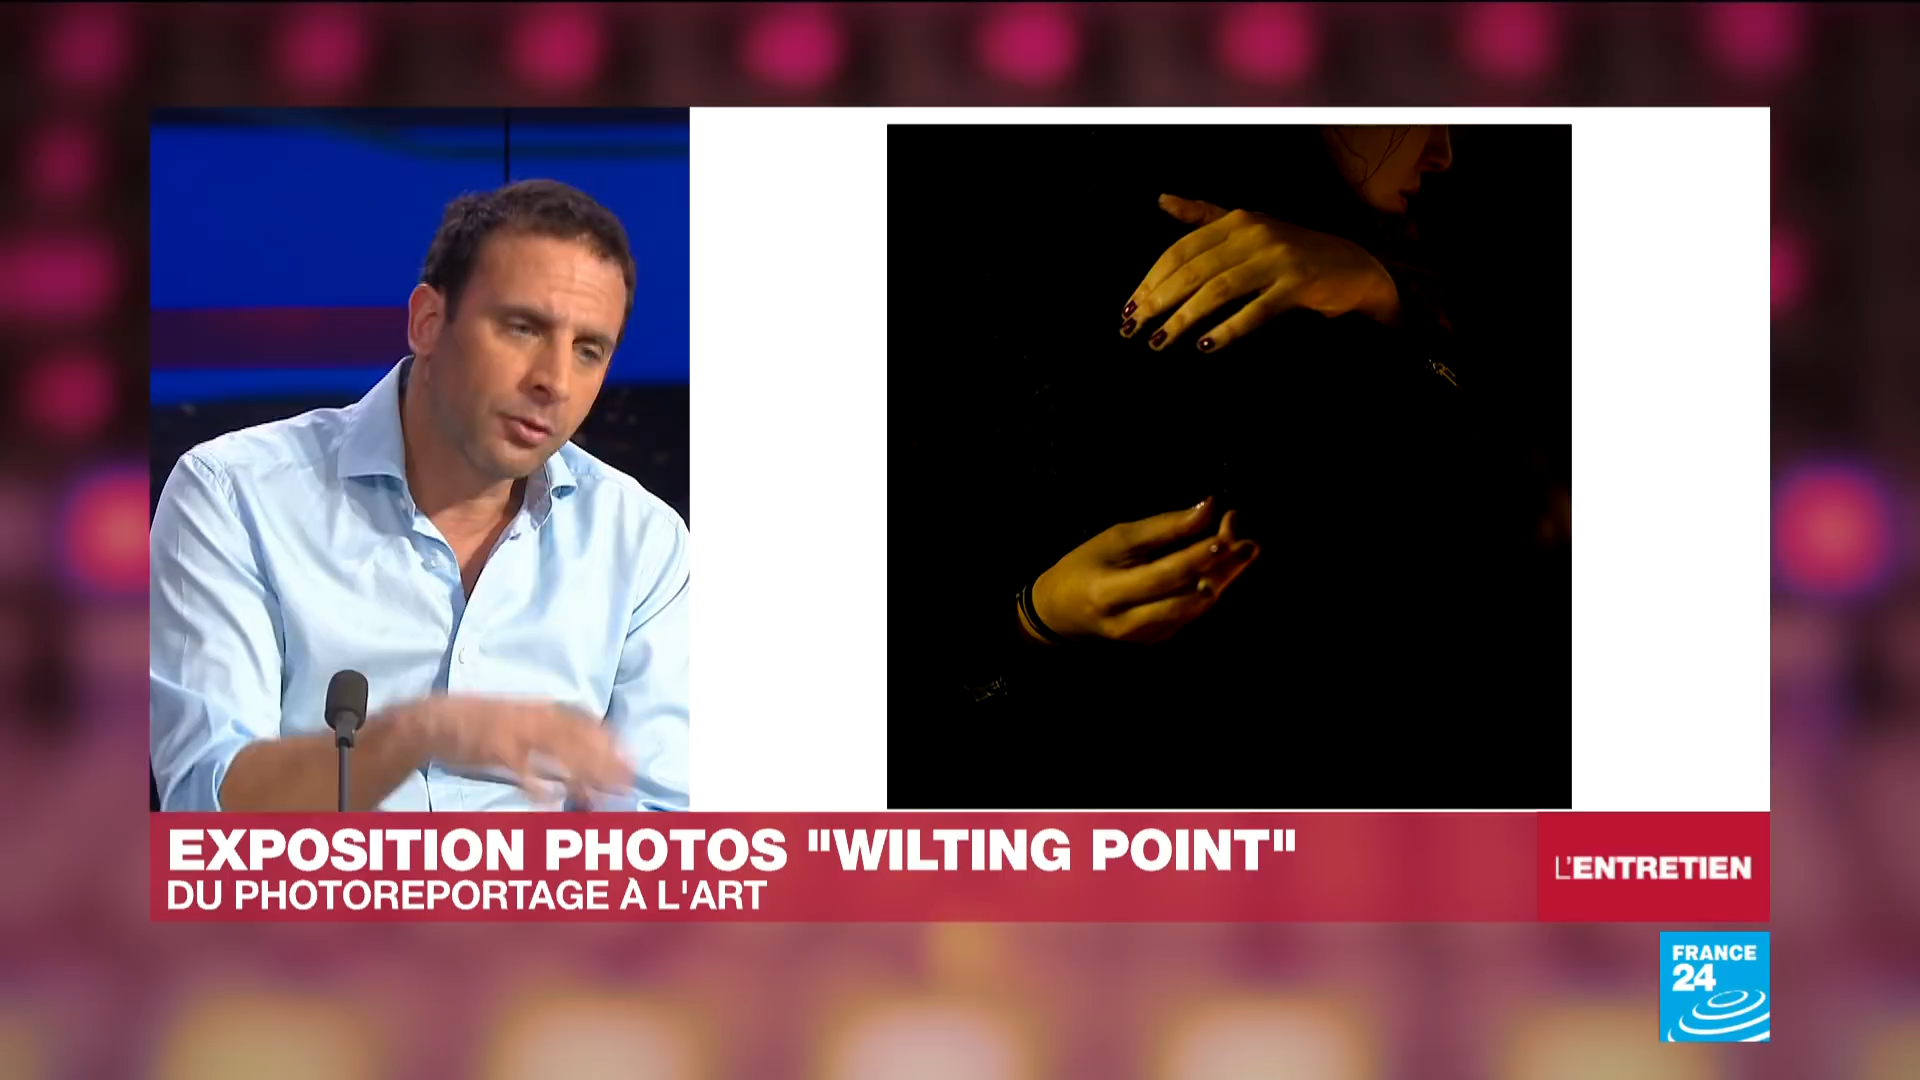 EXPOSITION PHOTOS "WILTING POINT"
DU PHOTOREPORTAGE À L'ART
L'ENTRETIEN
FRANCE
24